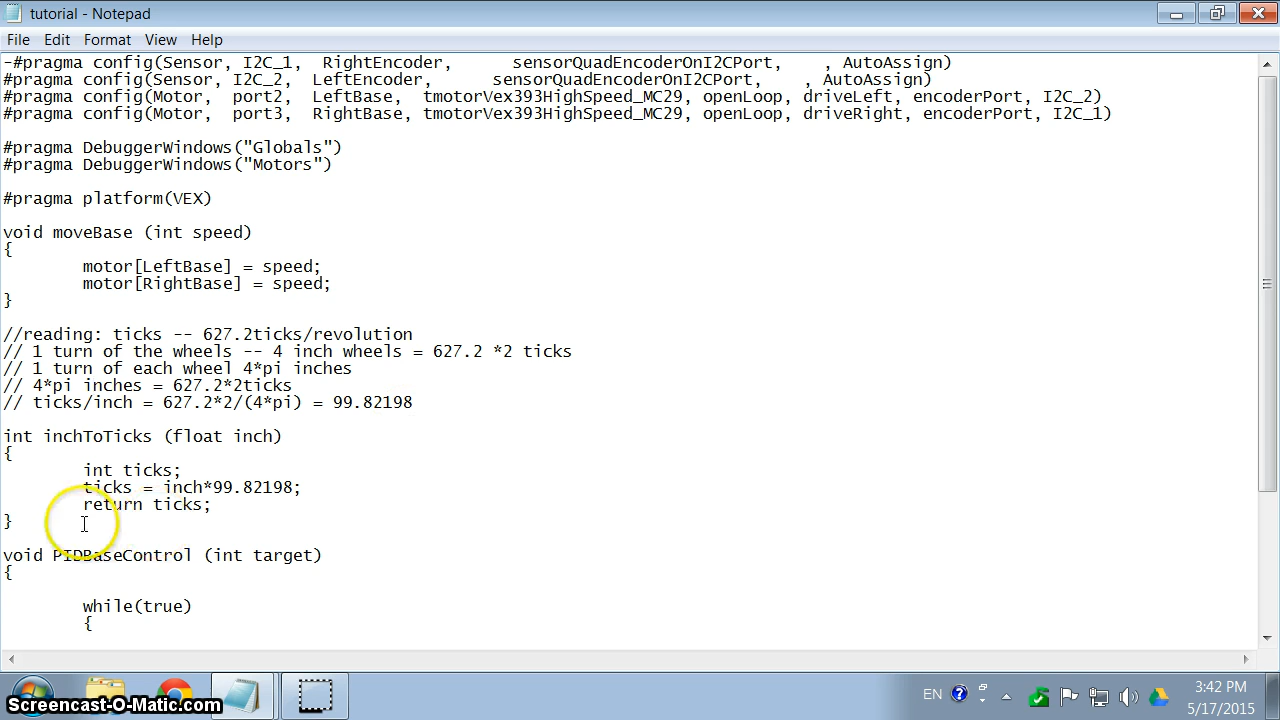 tutorial - Notepad
File Edit Format View Help
-#pragma config(Sensor, I2C_1, RightEncoder, sensorQuadEncoderOnI2CPort, , AutoAssign)
#pragma config(Sensor, I2C_2, LeftEncoder, sensorQuadEncoderOnI2CPort, , AutoAssign)
#pragma config(Motor, port2, LeftBase, tmotorVex393HighSpeed_MC29, openLoop, driveLeft, encoderPort, I2C_2)
#pragma config(Motor, port3, RightBase, tmotorVex393HighSpeed_MC29, openLoop, driveRight, encoderPort, I2C_1)
#pragma DebuggerWindows("Globals")
#pragma DebuggerWindows("Motors")
#pragma platform(VEX)
void moveBase (int speed)
{
motor[LeftBase] = speed;
motor[RightBase] = speed;
}
//reading: ticks -- 627.2ticks/revolution
// 1 turn of the wheels -- 4 inch wheels = 627.2 *2 ticks
// 1 turn of each wheel 4*pi inches
// 4*pi inches = 627.2*2ticks
// ticks/inch = 627.2*2/(4*pi) = 99.82198
int inchToTicks (float inch)
{
int ticks;
ticks = inch*99.82198;
return ticks;
}
void PIDBaseControl (int target)
{
while(true)
{
EN
3:42 PM
5/17/2015
Screencast-O-Matic.com